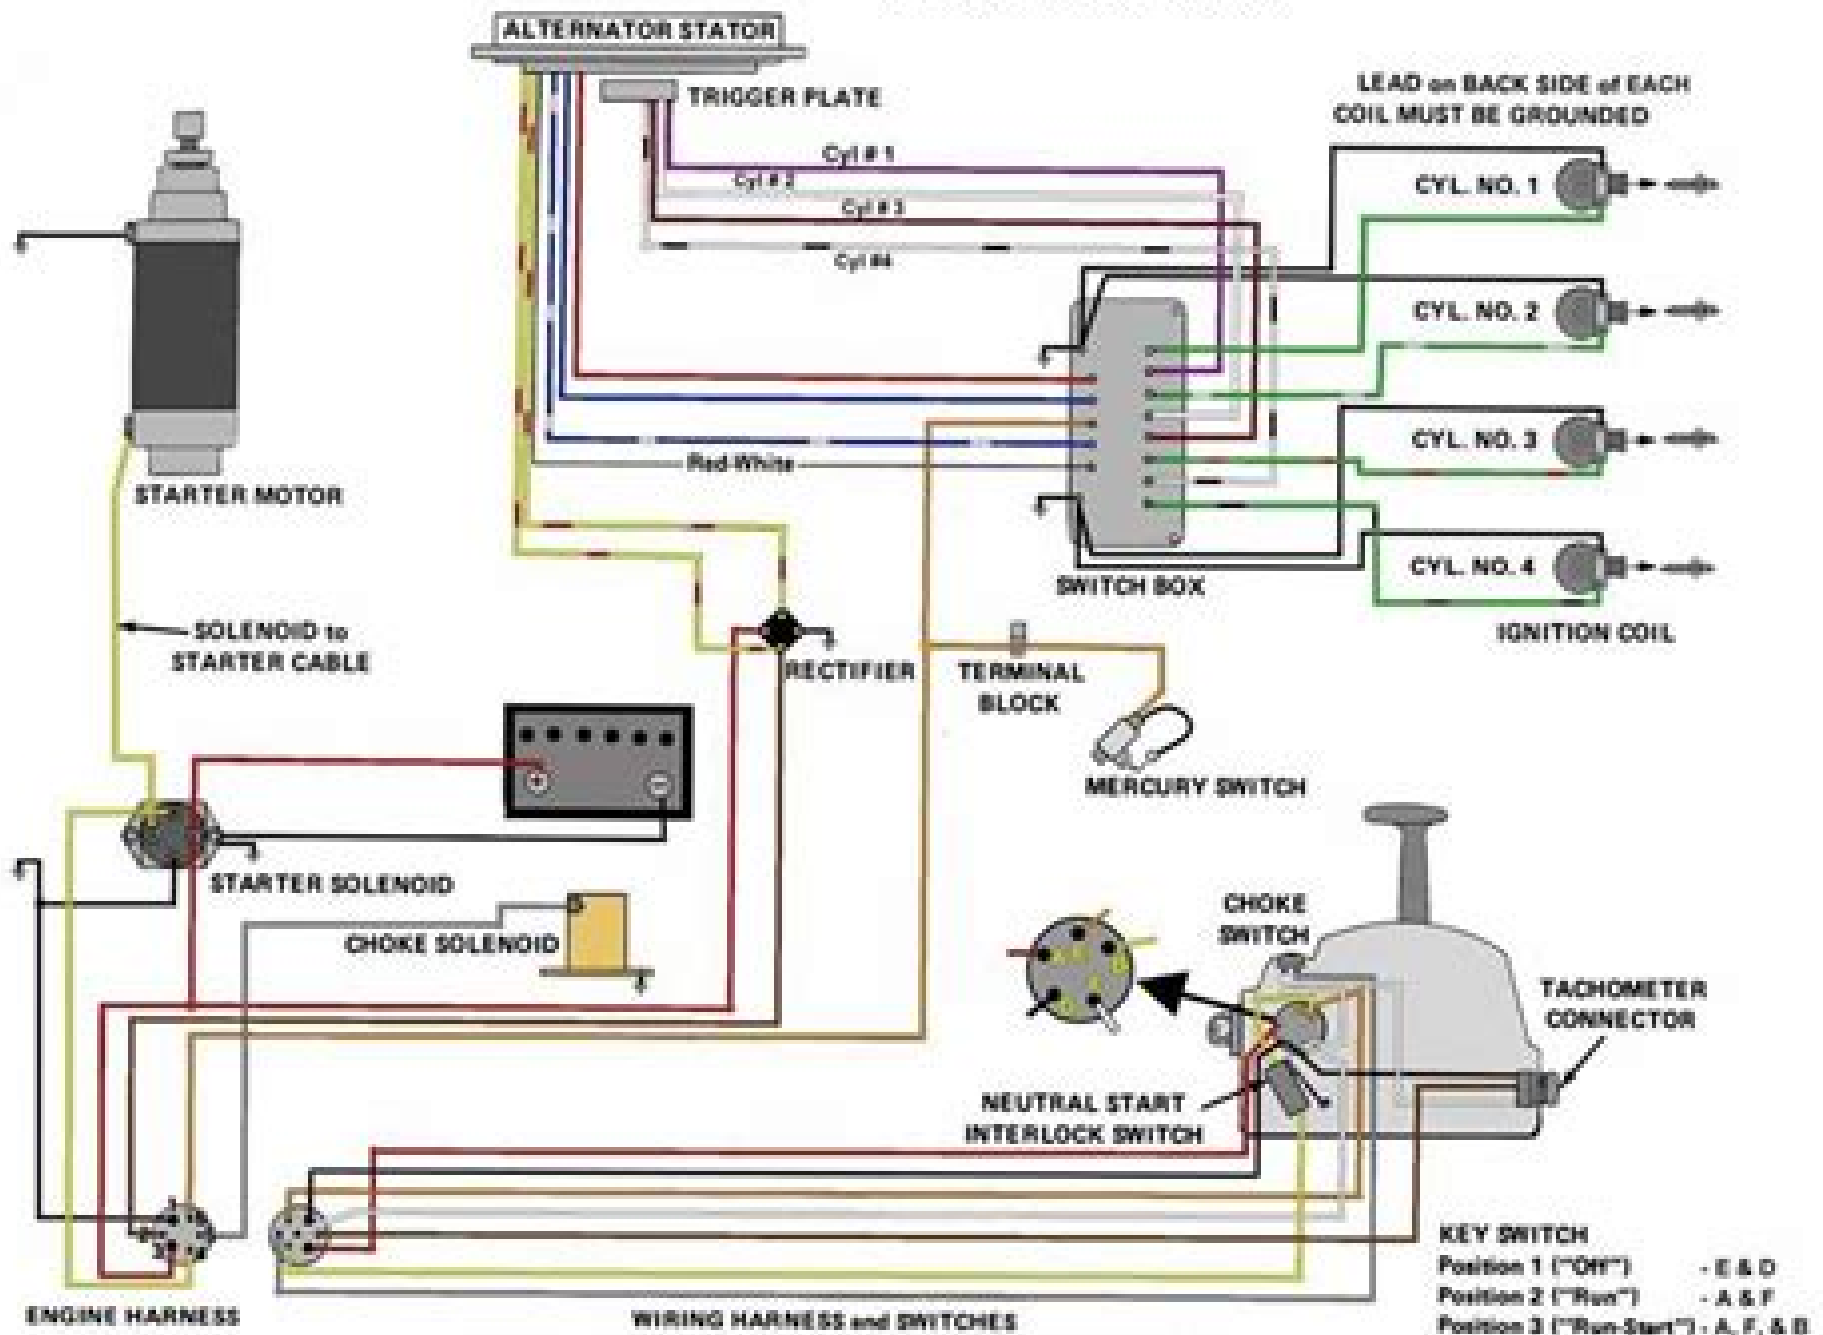 ALTERNATOR STATOR
TRIGGER PLATE
LEAD on BACK SIDE of EACH
COIL MUST BE GROUNDED
Cyl # 1
Cyl # 2
Cyl # 3
Cyl #4
CYL. NO. 1
CYL. NO. 2
CYL. NO. 3
CYL. NO. 4
Red-White
STARTER MOTOR
SWITCH BOX
IGNITION COIL
SOLENOID to
STARTER CABLE
RECTIFIER
TERMINAL
BLOCK
MERCURY SWITCH
STARTER SOLENOID
CHOKE SOLENOID
CHOKE
SWITCH
TACHOMETER
CONNECTOR
NEUTRAL START
INTERLOCK SWITCH
ENGINE HARNESS
WIRING HARNESS and SWITCHES
KEY SWITCH
Position 1 ("Off") - E & D
Position 2 ("Run") - A & F
Position 3 ("Run-Start") - A, F, & B